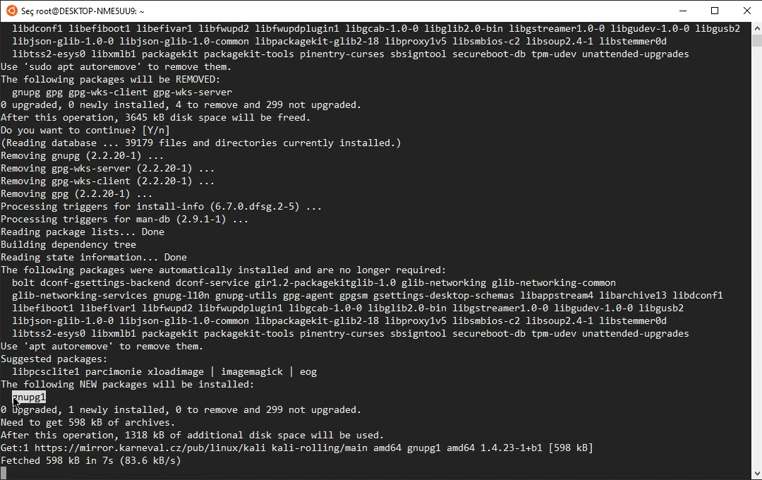 Seç root@DESKTOP-NME5UU9: ~
libdconf1 libefiboot1 libefivar1 libfwupd2 libfwupdplugin1 libgcab-1.0-0 libglib2.0-bin libgstreamer1.0-0 libgudev-1.0-0 libgusb2
libjson-glib-1.0-0 libjson-glib-1.0-common libpackagekit-glib2-18 libproxy1v5 libsmbios-c2 libsoup2.4-1 libstemmer0d
libtss2-esys0 libxmlb1 packagekit packagekit-tools pinentry-curses sbsigntool secureboot-db tpm-udev unattended-upgrades
Use 'sudo apt autoremove' to remove them.
The following packages will be REMOVED:
gnupg gpg gpg-wks-client gpg-wks-server
0 upgraded, 0 newly installed, 4 to remove and 299 not upgraded.
After this operation, 3645 kB disk space will be freed.
Do you want to continue? [Y/n]
(Reading database ... 39179 files and directories currently installed.)
Removing gnupg (2.2.20-1) ...
Removing gpg-wks-server (2.2.20-1) ...
Removing gpg-wks-client (2.2.20-1) ...
Removing gpg (2.2.20-1) ...
Processing triggers for install-info (6.7.0.dfsg.2-5) ...
Processing triggers for man-db (2.9.1-1) ...
Reading package lists... Done
Building dependency tree
Reading state information... Done
The following packages were automatically installed and are no longer required:
bolt dconf-gsettings-backend dconf-service gir1.2-packagekitglib-1.0 glib-networking glib-networking-common
glib-networking-services gnupg-l10n gnupg-utils gpg-agent gpgsm gsettings-desktop-schemas libappstream4 libarchive13 libdconf1
libefiboot1 libefivar1 libfwupd2 libfwupdplugin1 libgcab-1.0-0 libglib2.0-bin libgstreamer1.0-0 libgudev-1.0-0 libgusb2
libjson-glib-1.0-0 libjson-glib-1.0-common libpackagekit-glib2-18 libproxy1v5 libsmbios-c2 libsoup2.4-1 libstemmer0d
libtss2-esys0 libxmlb1 packagekit packagekit-tools pinentry-curses sbsigntool secureboot-db tpm-udev unattended-upgrades
Use 'apt autoremove' to remove them.
Suggested packages:
libpcsclite1 parcimonie xloadimage | imagemagick | eog
The following NEW packages will be installed:
gnupg1
0 upgraded, 1 newly installed, 0 to remove and 299 not upgraded.
Need to get 598 kB of archives.
After this operation, 1318 kB of additional disk space will be used.
Get:1 https://mirror.karneval.cz/pub/linux/kali kali-rolling/main amd64 gnupg1 amd64 1.4.23-1+b1 [598 kB]
Fetched 598 kB in 7s (83.6 kB/s)